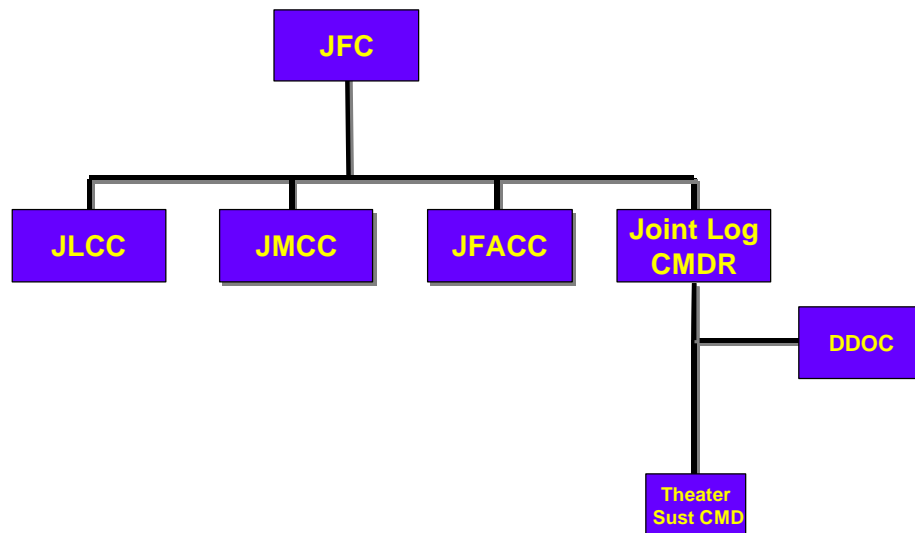 JFC
JLCC
JMCC
JFACC
Joint Log
CMDR
DDOC
Theater
Sust CMD